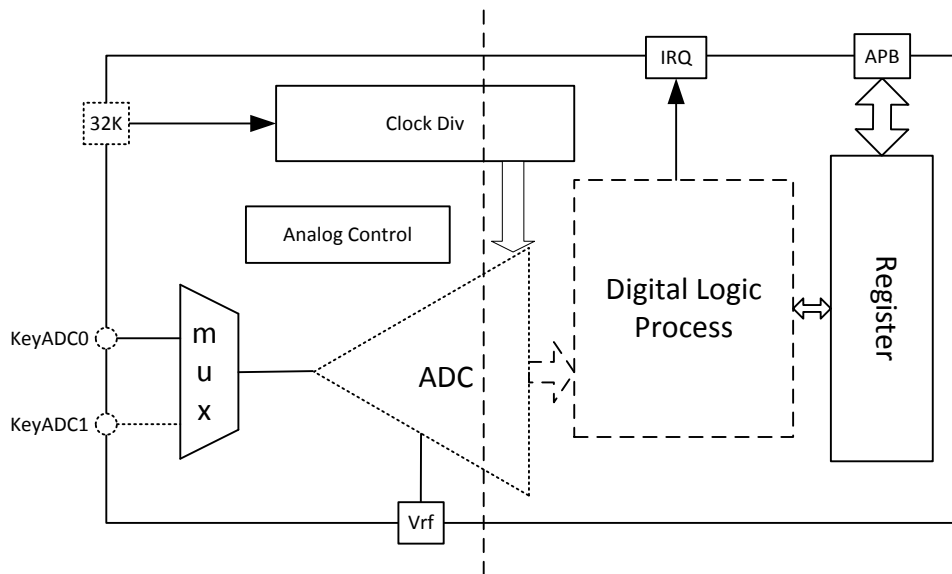 IRQ
APB
32K
Clock Div
Analog Control
Digital Logic
Process
Register
KeyADC0
m
u
x
ADC
KeyADC1
Vrf